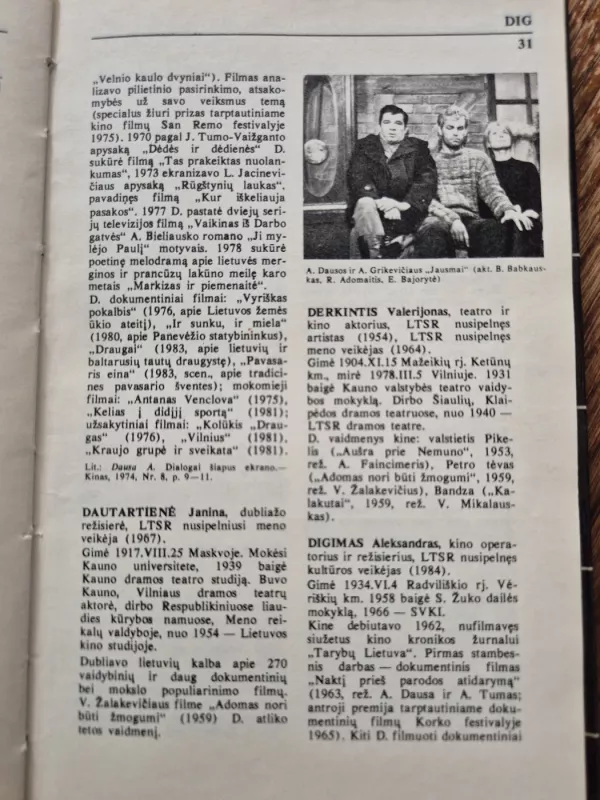 DIG
31
„Velnio kaulo dvyniai"). Filmas ana-
lizavo pilietinio pasirinkimo, atsako-
mybės už savo veiksmus temą
(specialus žiuri prizas tarptautiniame
kino filmų San Remo festivalyje
1975). 1970 pagal J. Tumo-Vaižganto
apysaką „Dėdės ir dėdienės" D.
sukūrė filmą „Tas prakeiktas nuolan-
kumas", 1973 ekranizavo L. Jacinevi-
čiaus apysaką „Rūgštynių laukas",
pavadinęs filmą „Kur iškeliauja
pasakos". 1977 D. pastatė dviejų seri-
jų televizijos filmą „Vaikinas iš Darbo
gatvės" A. Bieliausko romano „Ji my-
lėjo Paulį" motyvais. 1978 sukūrė
poetinę melodramą apie lietuvės mer-
ginos ir prancūzų lakūno meilę karo
metais „Markizas ir piemenaitė".
D. dokumentiniai filmai: „Vyriškas
pokalbis" (1976, apie Lietuvos žemės
ūkio ateitį), „Ir sunku, ir miela"
(1980, apie Panevėžio statybininkus),
„Draugai" (1983, apie lietuvių ir
baltarusių tautų draugystę), „Pavasa-
ris eina" (1983, scen., apie tradici-
nes pavasario šventes); mokomieji
filmai: „Antanas Venclova" (1975),
„Kelias į didįjį sportą" (1981);
užsakytiniai filmai: „Kolūkis „Drau-
gas" (1976), „Vilnius" (1981),
„Kraujo grupė ir sveikata" (1981).
Lit.: Dausa A. Dialogai šiapus ekrano.—
Kinas, 1974, Nr. 8, p. 9—11.
DAUTARTIENĖ Janina, dubliažo
režisierė, LTSR nusipelniusi meno
veikėja (1967).
Gimė 1917.VIII.25 Maskvoje. Mokėsi
Kauno universitete, 1939 baigė
Kauno dramos teatro studiją. Buvo
Kauno, Vilniaus dramos teatrų
aktorė, dirbo Respublikiniuose liau-
dies kūrybos namuose, Meno rei-
kalų valdyboje, nuo 1954 — Lietuvos
kino studijoje.
Dubliavo lietuvių kalba apie 270
vaidybinių ir daug dokumentinių
bei mokslo populiarinimo filmų.
V. Žalakevičiaus filme „Adomas nori
būti žmogumi" (1959) D. atliko
tetos vaidmenį.
A. Dausos ir A. Grikevičiaus „Jausmai" (akt. B. Babkaus-
kas, R. Adomaitis, E. Bajorytė)
DERKINTIS Valerijonas, teatro ir
kino aktorius, LTSR nusipelnęs
artistas (1954), LTSR nusipelnęs
meno veikėjas (1964).
Gimė 1904.XI.15 Mažeikių rj. Ketūnų
km., mirė 1978.III.5 Vilniuje. 1931
baigė Kauno valstybės teatro vaidy-
bos mokyklą. Dirbo Šiaulių, Klai-
pėdos dramos teatruose, nuo 1940 —
LTSR dramos teatre.
D. vaidmenys kine: valstietis Pike-
lis („Aušra prie Nemuno", 1953,
rež. A. Faincimeris), Petro tėvas
(„Adomas nori būti žmogumi", 1959,
rež. V. Žalakevičius), Bandza („Ka-
lakutai", 1959, rež. V. Mikalaus-
kas).
DIGIMAS Aleksandras, kino opera-
torius ir režisierius, LTSR nusipelnęs
kultūros veikėjas (1984).
Gimė 1934.VI.4 Radviliškio rj. Vė-
riškių km. 1958 baigė S. Žuko dailės
mokyklą, 1966 — SVKI.
Kine debiutavo 1962, nufilmavęs
siužetus kino kronikos žurnalui
„Tarybų Lietuva". Pirmas stambes-
nis darbas — dokumentinis filmas
„Naktį prieš parodos atidarymą"
(1963, rež. A. Dausa ir A. Tumas;
antroji premija tarptautiniame doku-
mentinių filmų Korko festivalyje
1965). Kiti D. filmuoti dokumentiniai